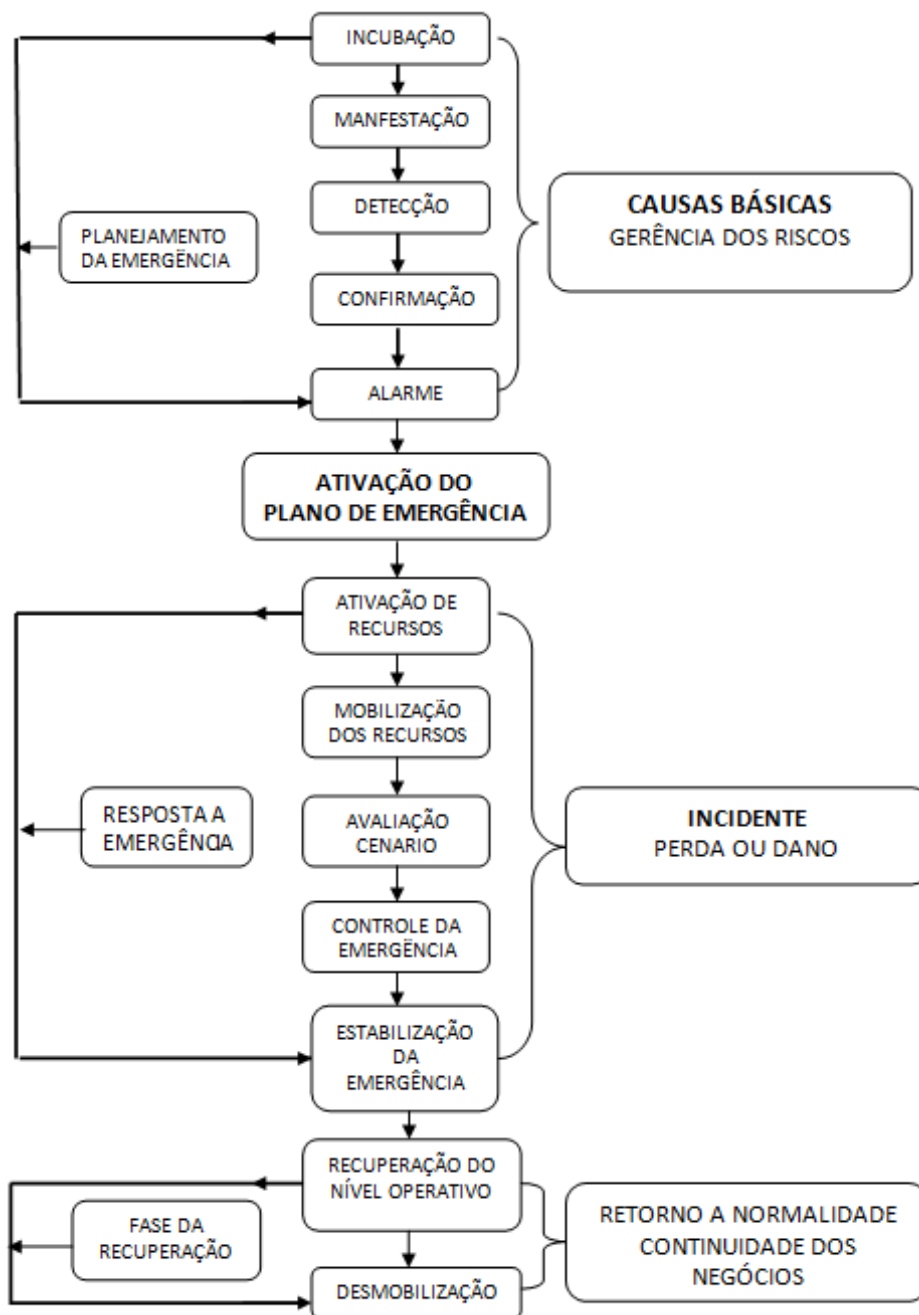 INCUBAÇÃO
MANFESTAÇÃO
DETECÇÃO
CAUSAS BÁSICAS
GERÊNCIA DOS RISCOS
PLANEJAMENTO
DA EMERGËNCIA
CONFIRMAÇÃO
ALARME
ATIVAÇÃO DO
PLANO DE EMERGÊNCIA
ATIVAÇÃO DE
RECURSOS
MOBILIZAÇÃO
DOS RECURSOS
RESPOSTA A
EMERGÊNCIA
AVALIAÇÃO
CENARIO
INCIDENTE
PERDA OU DANO
CONTROLE DA
EMERGËNCIA
ESTABILIZAÇÃO
DA
EMERGÊNCIA
RECUPERAÇÃO DO
NÍVEL OPERATIVO
FASE DA
RECUPERAÇÃO
RETORNO A NORMALIDADE
CONTINUIDADE DOS
NEGÓCIOS
DESMOBILIZAÇÃO